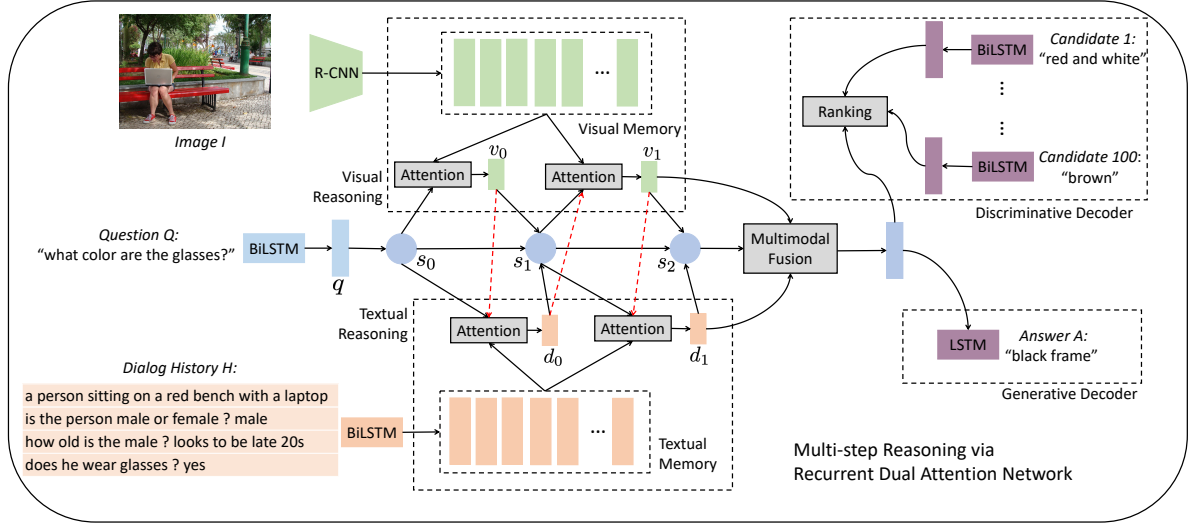 Image I
R-CNN
...
Visual Memory
v0
v1
Attention
Attention
Visual
Reasoning
Question Q:
“what color are the glasses?”
BiLSTM
q
s0
s1
s2
Multimodal
Fusion
Textual
Reasoning
Attention
Attention
d0
d1
Dialog History H:
a person sitting on a red bench with a laptop
is the person male or female ? male
how old is the male ? looks to be late 20s
does he wear glasses ? yes
BiLSTM
...
Textual
Memory
Candidate 1:
“red and white”
BiLSTM
Ranking
...
...
BiLSTM
Candidate 100:
“brown”
Discriminative Decoder
LSTM
Answer A:
“black frame”
Generative Decoder
Multi-step Reasoning via
Recurrent Dual Attention Network